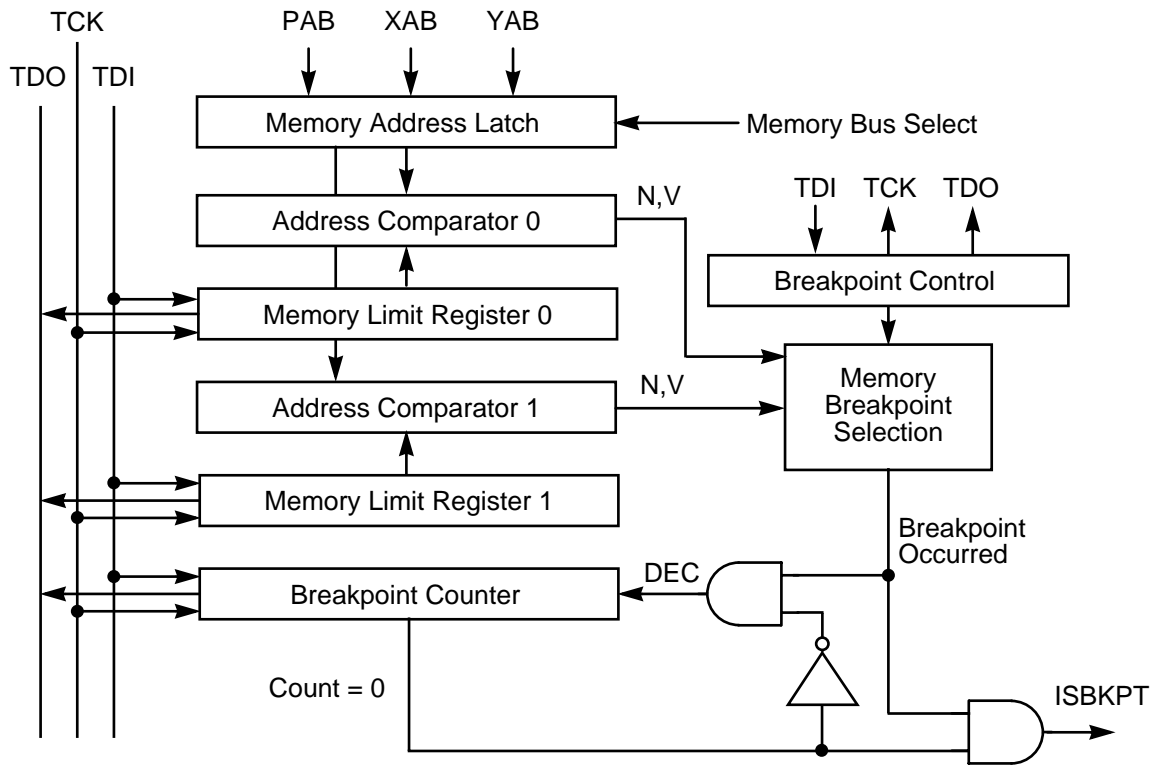 TCK
PAB XAB YAB
TDO TDI
Memory Address Latch
Memory Bus Select
N,V
TDI TCK TDO
Address Comparator 0
Breakpoint Control
Memory Limit Register 0
Memory
Breakpoint
Selection
N,V
Address Comparator 1
Memory Limit Register 1
Breakpoint
Occurred
DEC
Breakpoint Counter
Count = 0
ISBKPT